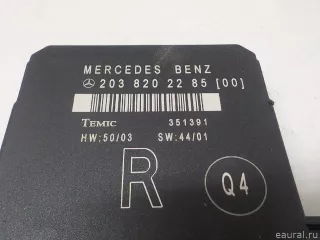 MERCEDES BENZ
203 820 22 85 [00]
TEMIC 351391
HW:50/03 SW:44/01
R
Q4
eaural.ru